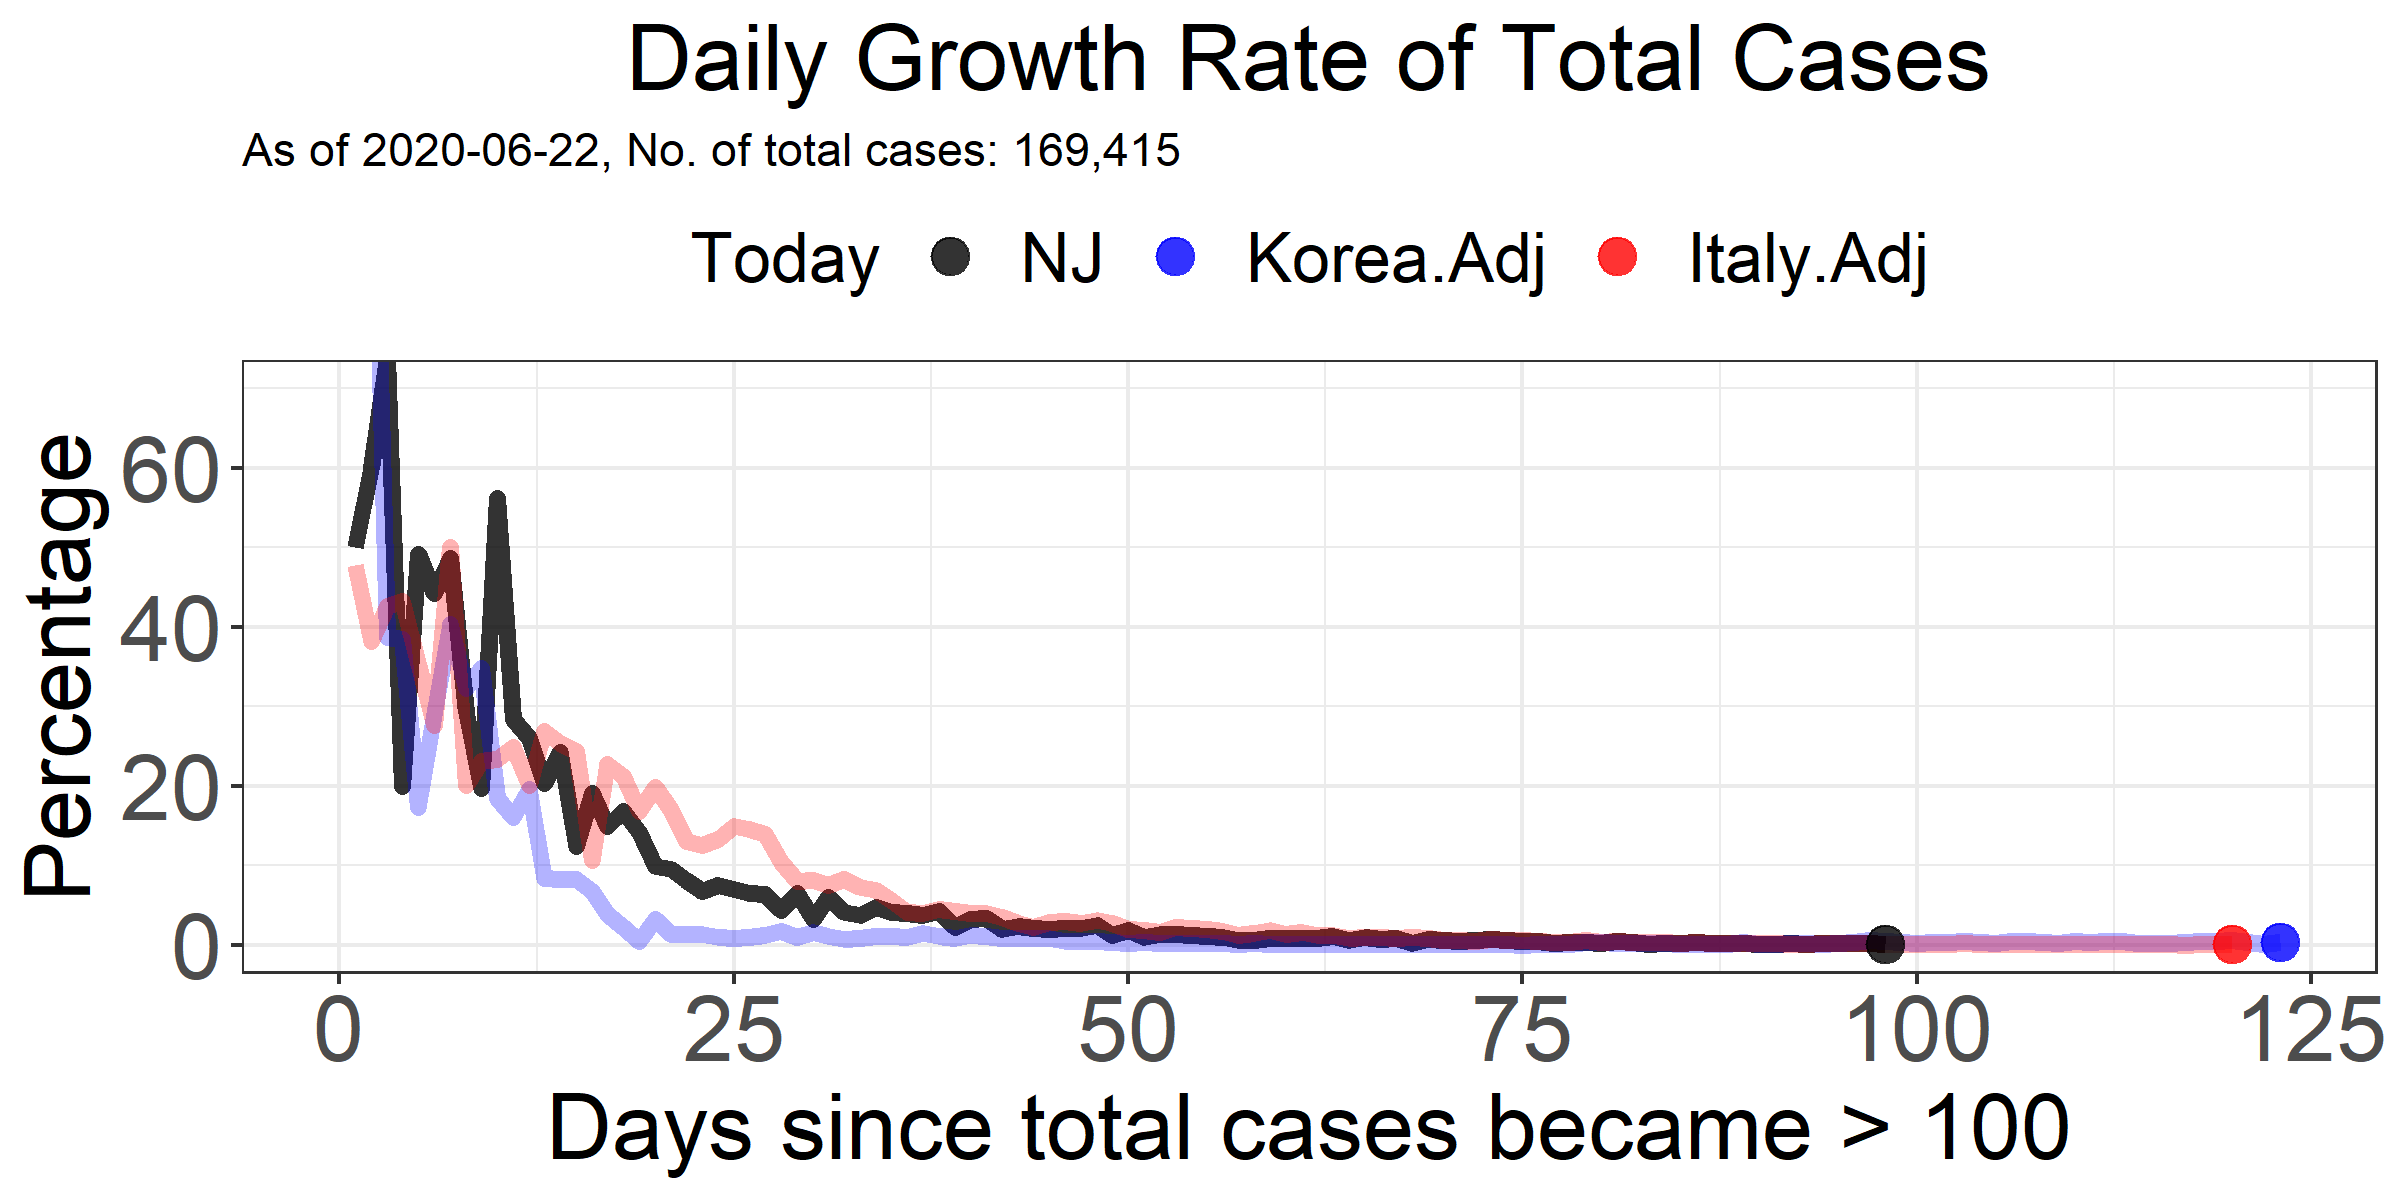 Daily Growth Rate of Total Cases
As of 2020-06-22, No. of total cases: 169,415
Today NJ Korea.Adj Italy.Adj
Percentage
60
40
20
0
0 25 50 75 100 125
Days since total cases became > 100